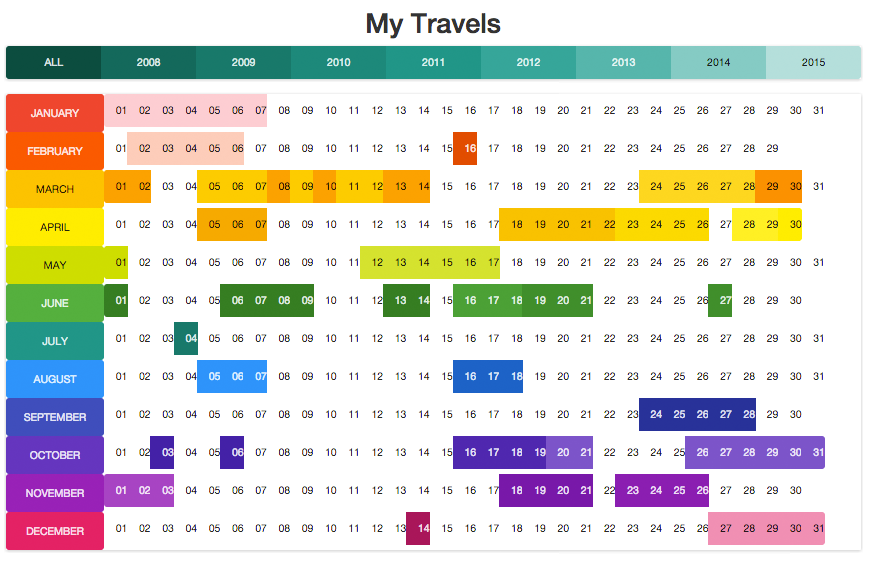 My Travels
ALL 2008 2009 2010 2011 2012 2013 2014 2015
JANUARY 01 02 03 04 05 06 07 08 09 10 11 12 13 14 15 16 17 18 19 20 21 22 23 24 25 26 27 28 29 30 31
FEBRUARY 01 02 03 04 05 06 07 08 09 10 11 12 13 14 15 16 17 18 19 20 21 22 23 24 25 26 27 28 29
MARCH 01 02 03 04 05 06 07 08 09 10 11 12 13 14 15 16 17 18 19 20 21 22 23 24 25 26 27 28 29 30 31
APRIL 01 02 03 04 05 06 07 08 09 10 11 12 13 14 15 16 17 18 19 20 21 22 23 24 25 26 27 28 29 30
MAY 01 02 03 04 05 06 07 08 09 10 11 12 13 14 15 16 17 18 19 20 21 22 23 24 25 26 27 28 29 30 31
JUNE 01 02 03 04 05 06 07 08 09 10 11 12 13 14 15 16 17 18 19 20 21 22 23 24 25 26 27 28 29 30
JULY 01 02 03 04 05 06 07 08 09 10 11 12 13 14 15 16 17 18 19 20 21 22 23 24 25 26 27 28 29 30 31
AUGUST 01 02 03 04 05 06 07 08 09 10 11 12 13 14 15 16 17 18 19 20 21 22 23 24 25 26 27 28 29 30 31
SEPTEMBER 01 02 03 04 05 06 07 08 09 10 11 12 13 14 15 16 17 18 19 20 21 22 23 24 25 26 27 28 29 30
OCTOBER 01 02 03 04 05 06 07 08 09 10 11 12 13 14 15 16 17 18 19 20 21 22 23 24 25 26 27 28 29 30 31
NOVEMBER 01 02 03 04 05 06 07 08 09 10 11 12 13 14 15 16 17 18 19 20 21 22 23 24 25 26 27 28 29 30
DECEMBER 01 02 03 04 05 06 07 08 09 10 11 12 13 14 15 16 17 18 19 20 21 22 23 24 25 26 27 28 29 30 31